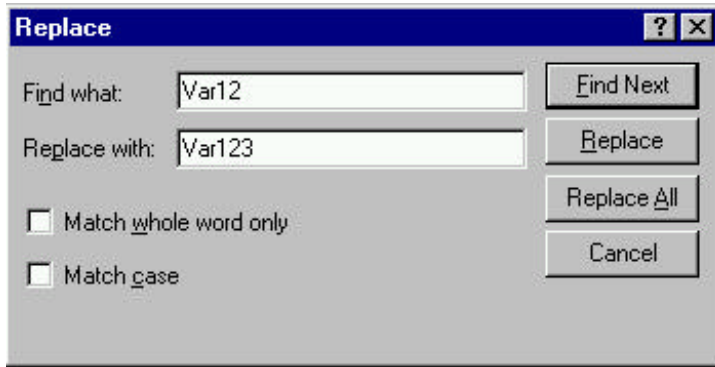 Replace
Find what: Var12 Find Next
Replace with: Var123 Replace
Replace All
Match whole word only
Cancel
Match case